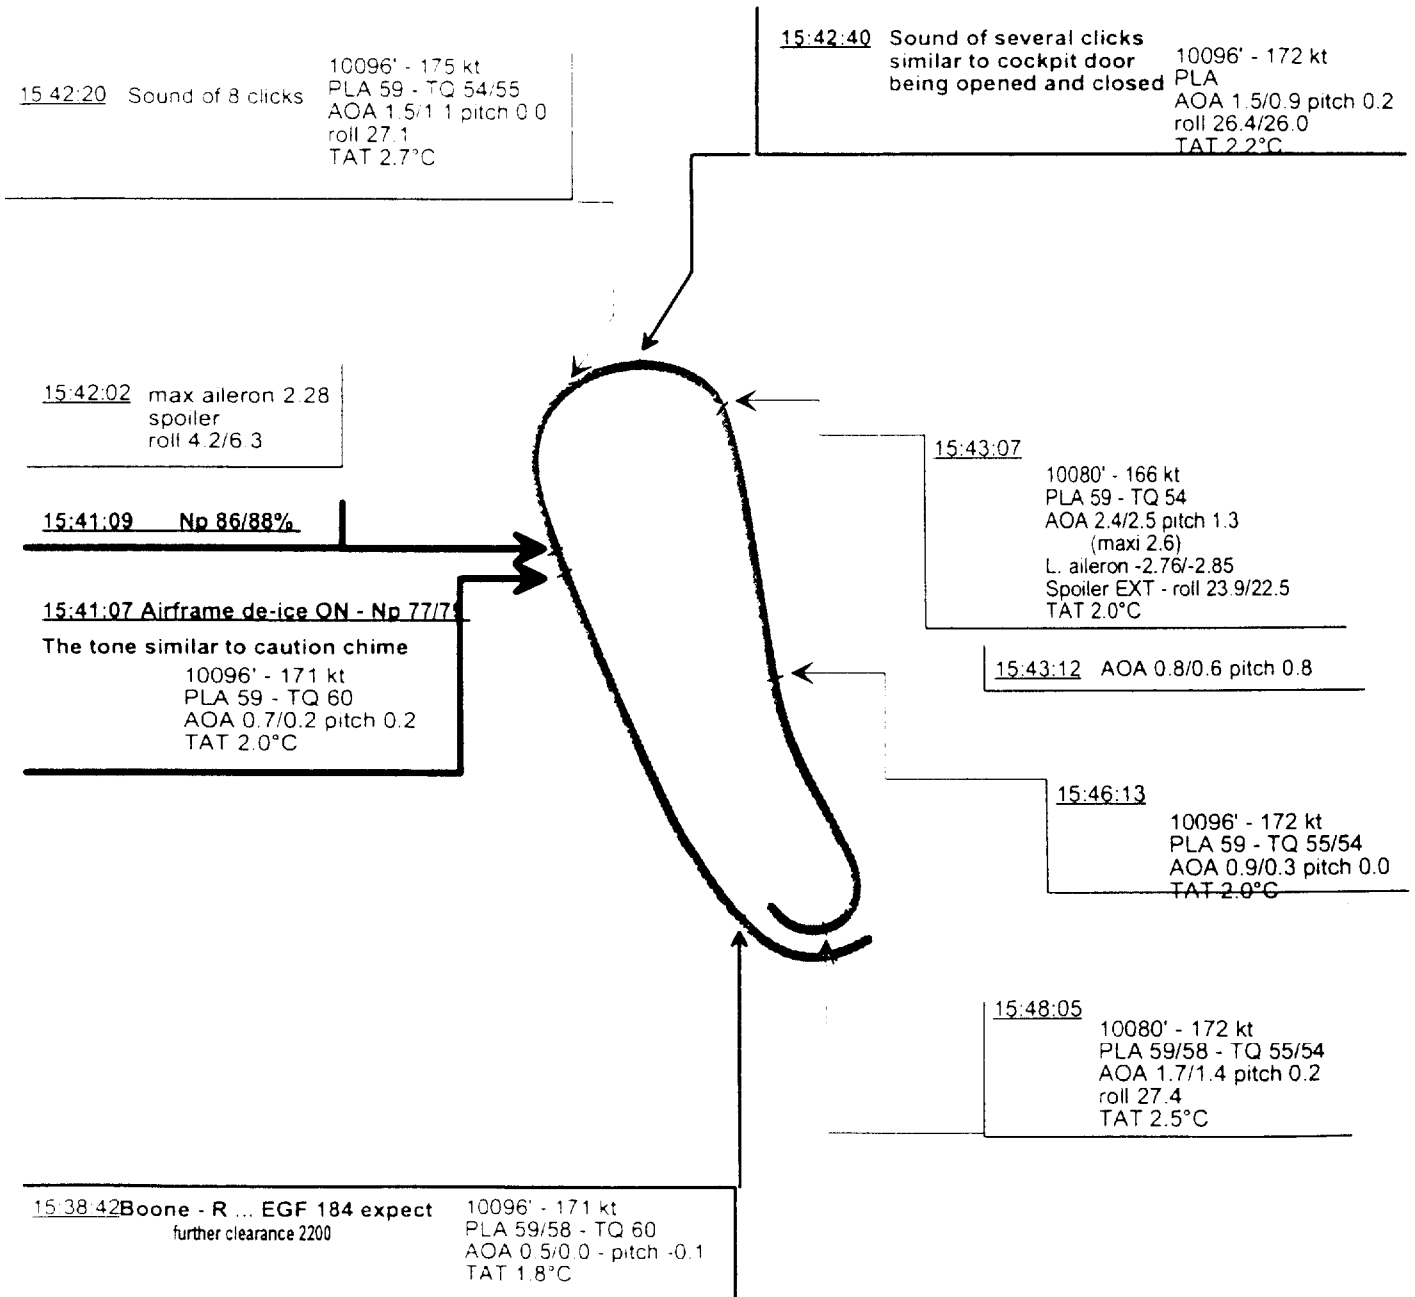 15:42:20 Sound of 8 clicks
10096' - 175 kt
PLA 59 - TQ 54/55
AOA 1.5/1.1 pitch 0.0
roll 27.1
TAT 2.7°C
15:42:40 Sound of several clicks
similar to cockpit door
being opened and closed
10096' - 172 kt
PLA
AOA 1.5/0.9 pitch 0.2
roll 26.4/26.0
TAT 2.2°C
15:42:02 max aileron 2.28
spoiler
roll 4.2/6.3
15:41:09 Np 86/88%
15:41:07 Airframe de-ice ON - Np 77/79
The tone similar to caution chime
10096' - 171 kt
PLA 59 - TQ 60
AOA 0.7/0.2 pitch 0.2
TAT 2.0°C
15:43:07
10080' - 166 kt
PLA 59 - TQ 54
AOA 2.4/2.5 pitch 1.3
(maxi 2.6)
L. aileron -2.76/-2.85
Spoiler EXT - roll 23.9/22.5
TAT 2.0°C
15:43:12 AOA 0.8/0.6 pitch 0.8
15:46:13
10096' - 172 kt
PLA 59 - TQ 55/54
AOA 0.9/0.3 pitch 0.0
TAT 2.0°C
15:48:05
10080' - 172 kt
PLA 59/58 - TQ 55/54
AOA 1.7/1.4 pitch 0.2
roll 27.4
TAT 2.5°C
15:38:42 Boone - R ... EGF 184 expect
further clearance 2200
10096' - 171 kt
PLA 59/58 - TQ 60
AOA 0.5/0.0 - pitch -0.1
TAT 1.8°C